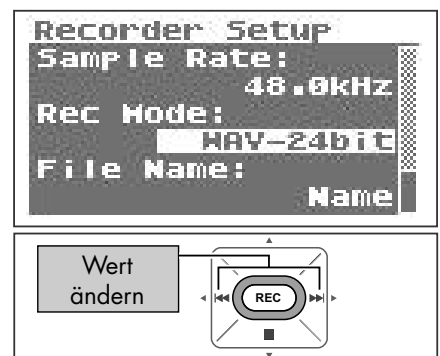 Recorder Setup
Sample Rate:
48.0kHz
Rec Mode:
WAV-24bit
File Name:
Name
Wert
ändern
REC